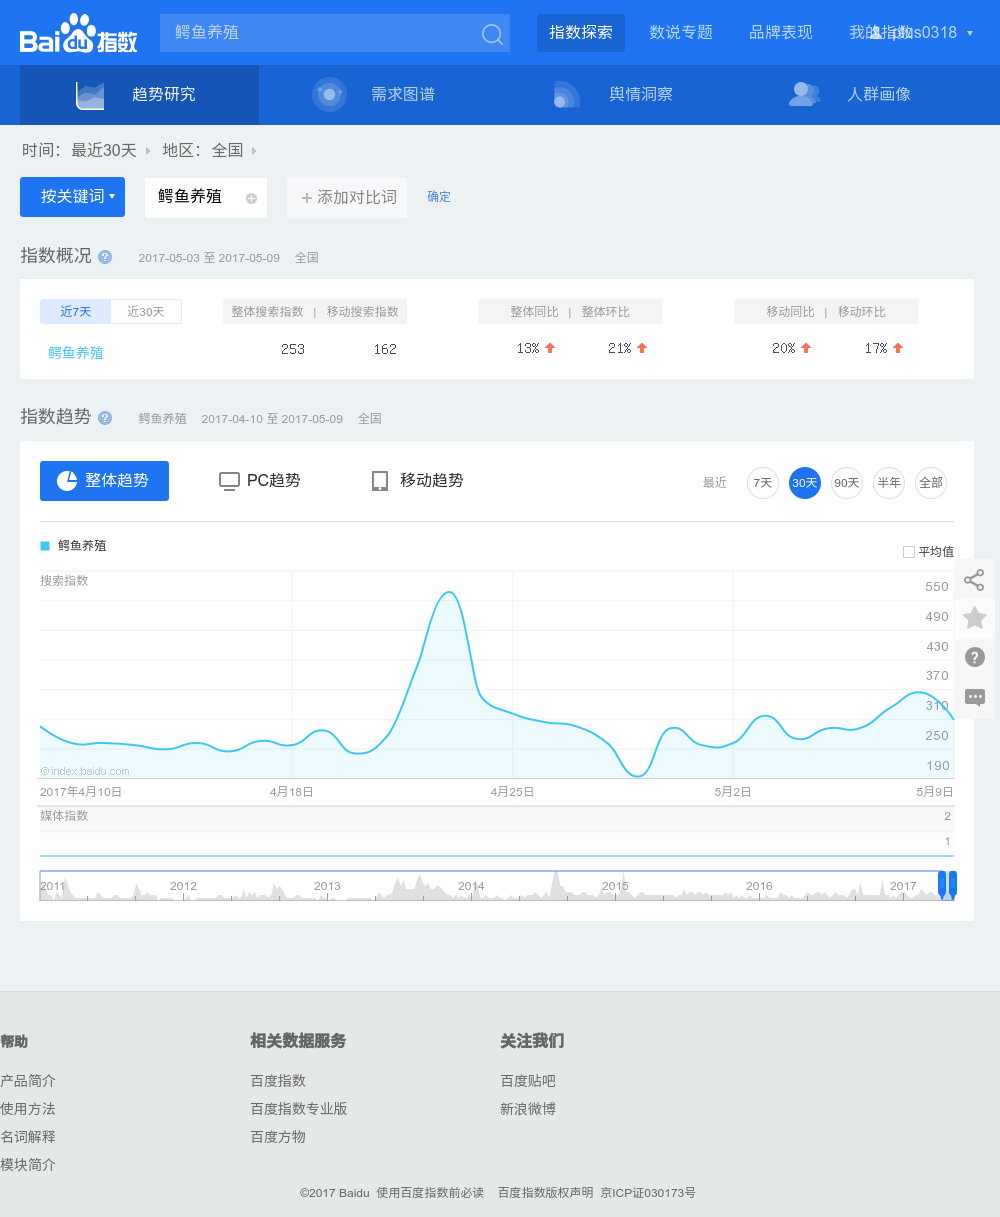 Bai du 指数
鳄鱼养殖
指数探索 数说专题 品牌表现 我的指数 plus0318
趋势研究 需求图谱 舆情洞察 人群画像
时间： 最近30天 地区： 全国
按关键词 鳄鱼养殖 + 添加对比词 确定
指数概况 ? 2017-05-03 至 2017-05-09 全国
近7天 近30天 整体搜索指数 | 移动搜索指数 整体同比 | 整体环比 移动同比 | 移动环比
鳄鱼养殖 253 162 13% 21% 20% 17%
指数趋势 ? 鳄鱼养殖 2017-04-10 至 2017-05-09 全国
整体趋势 PC趋势 移动趋势 最近 7天 30天 90天 半年 全部
鳄鱼养殖 平均值
搜索指数
550
490
430
370
310
250
190
©index.baidu.com
2017年4月10日 4月18日 4月25日 5月2日 5月9日
媒体指数 2
1
2011 2012 2013 2014 2015 2016 2017
帮助 相关数据服务 关注我们
产品简介 百度指数 百度贴吧
使用方法 百度指数专业版 新浪微博
名词解释 百度方物
模块简介
©2017 Baidu 使用百度指数前必读 百度指数版权声明 京ICP证030173号